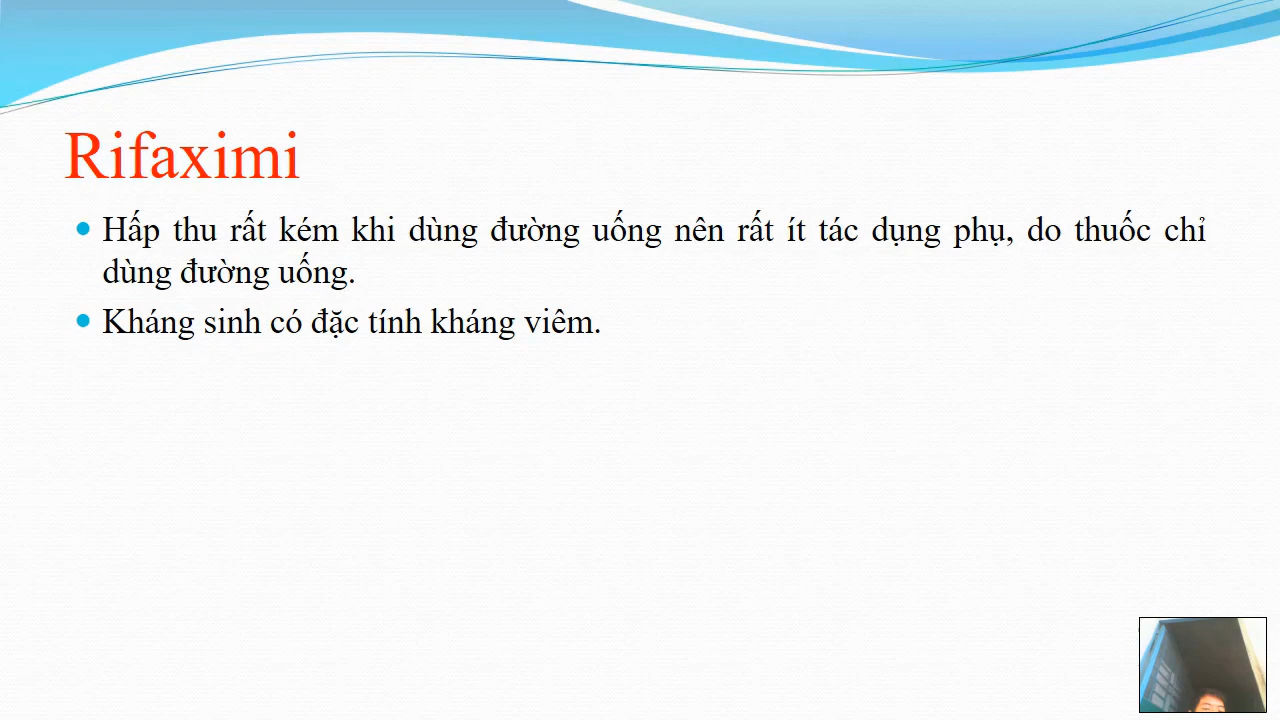 Rifaximi
Hấp thu rất kém khi dùng đường uống nên rất ít tác dụng phụ, do thuốc chỉ
dùng đường uống.
Kháng sinh có đặc tính kháng viêm.